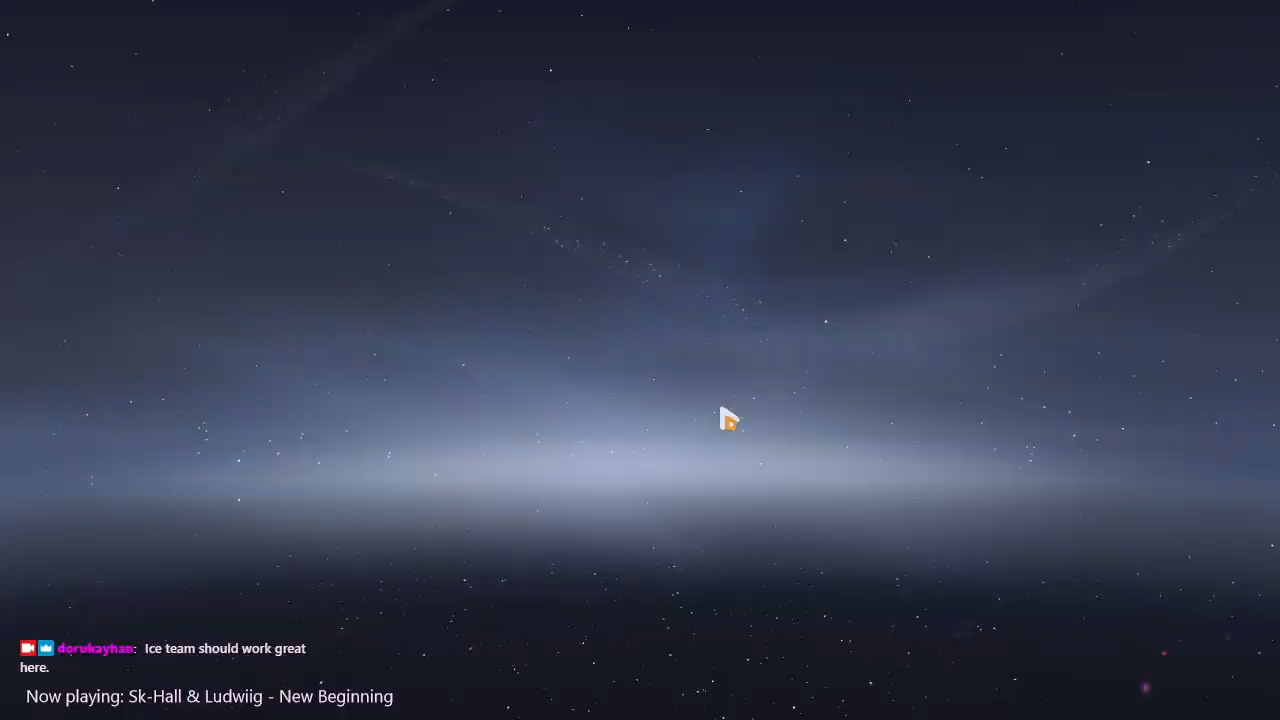 dorukayhan: Ice team should work great
here.
Now playing: Sk-Hall & Ludwiig - New Beginning